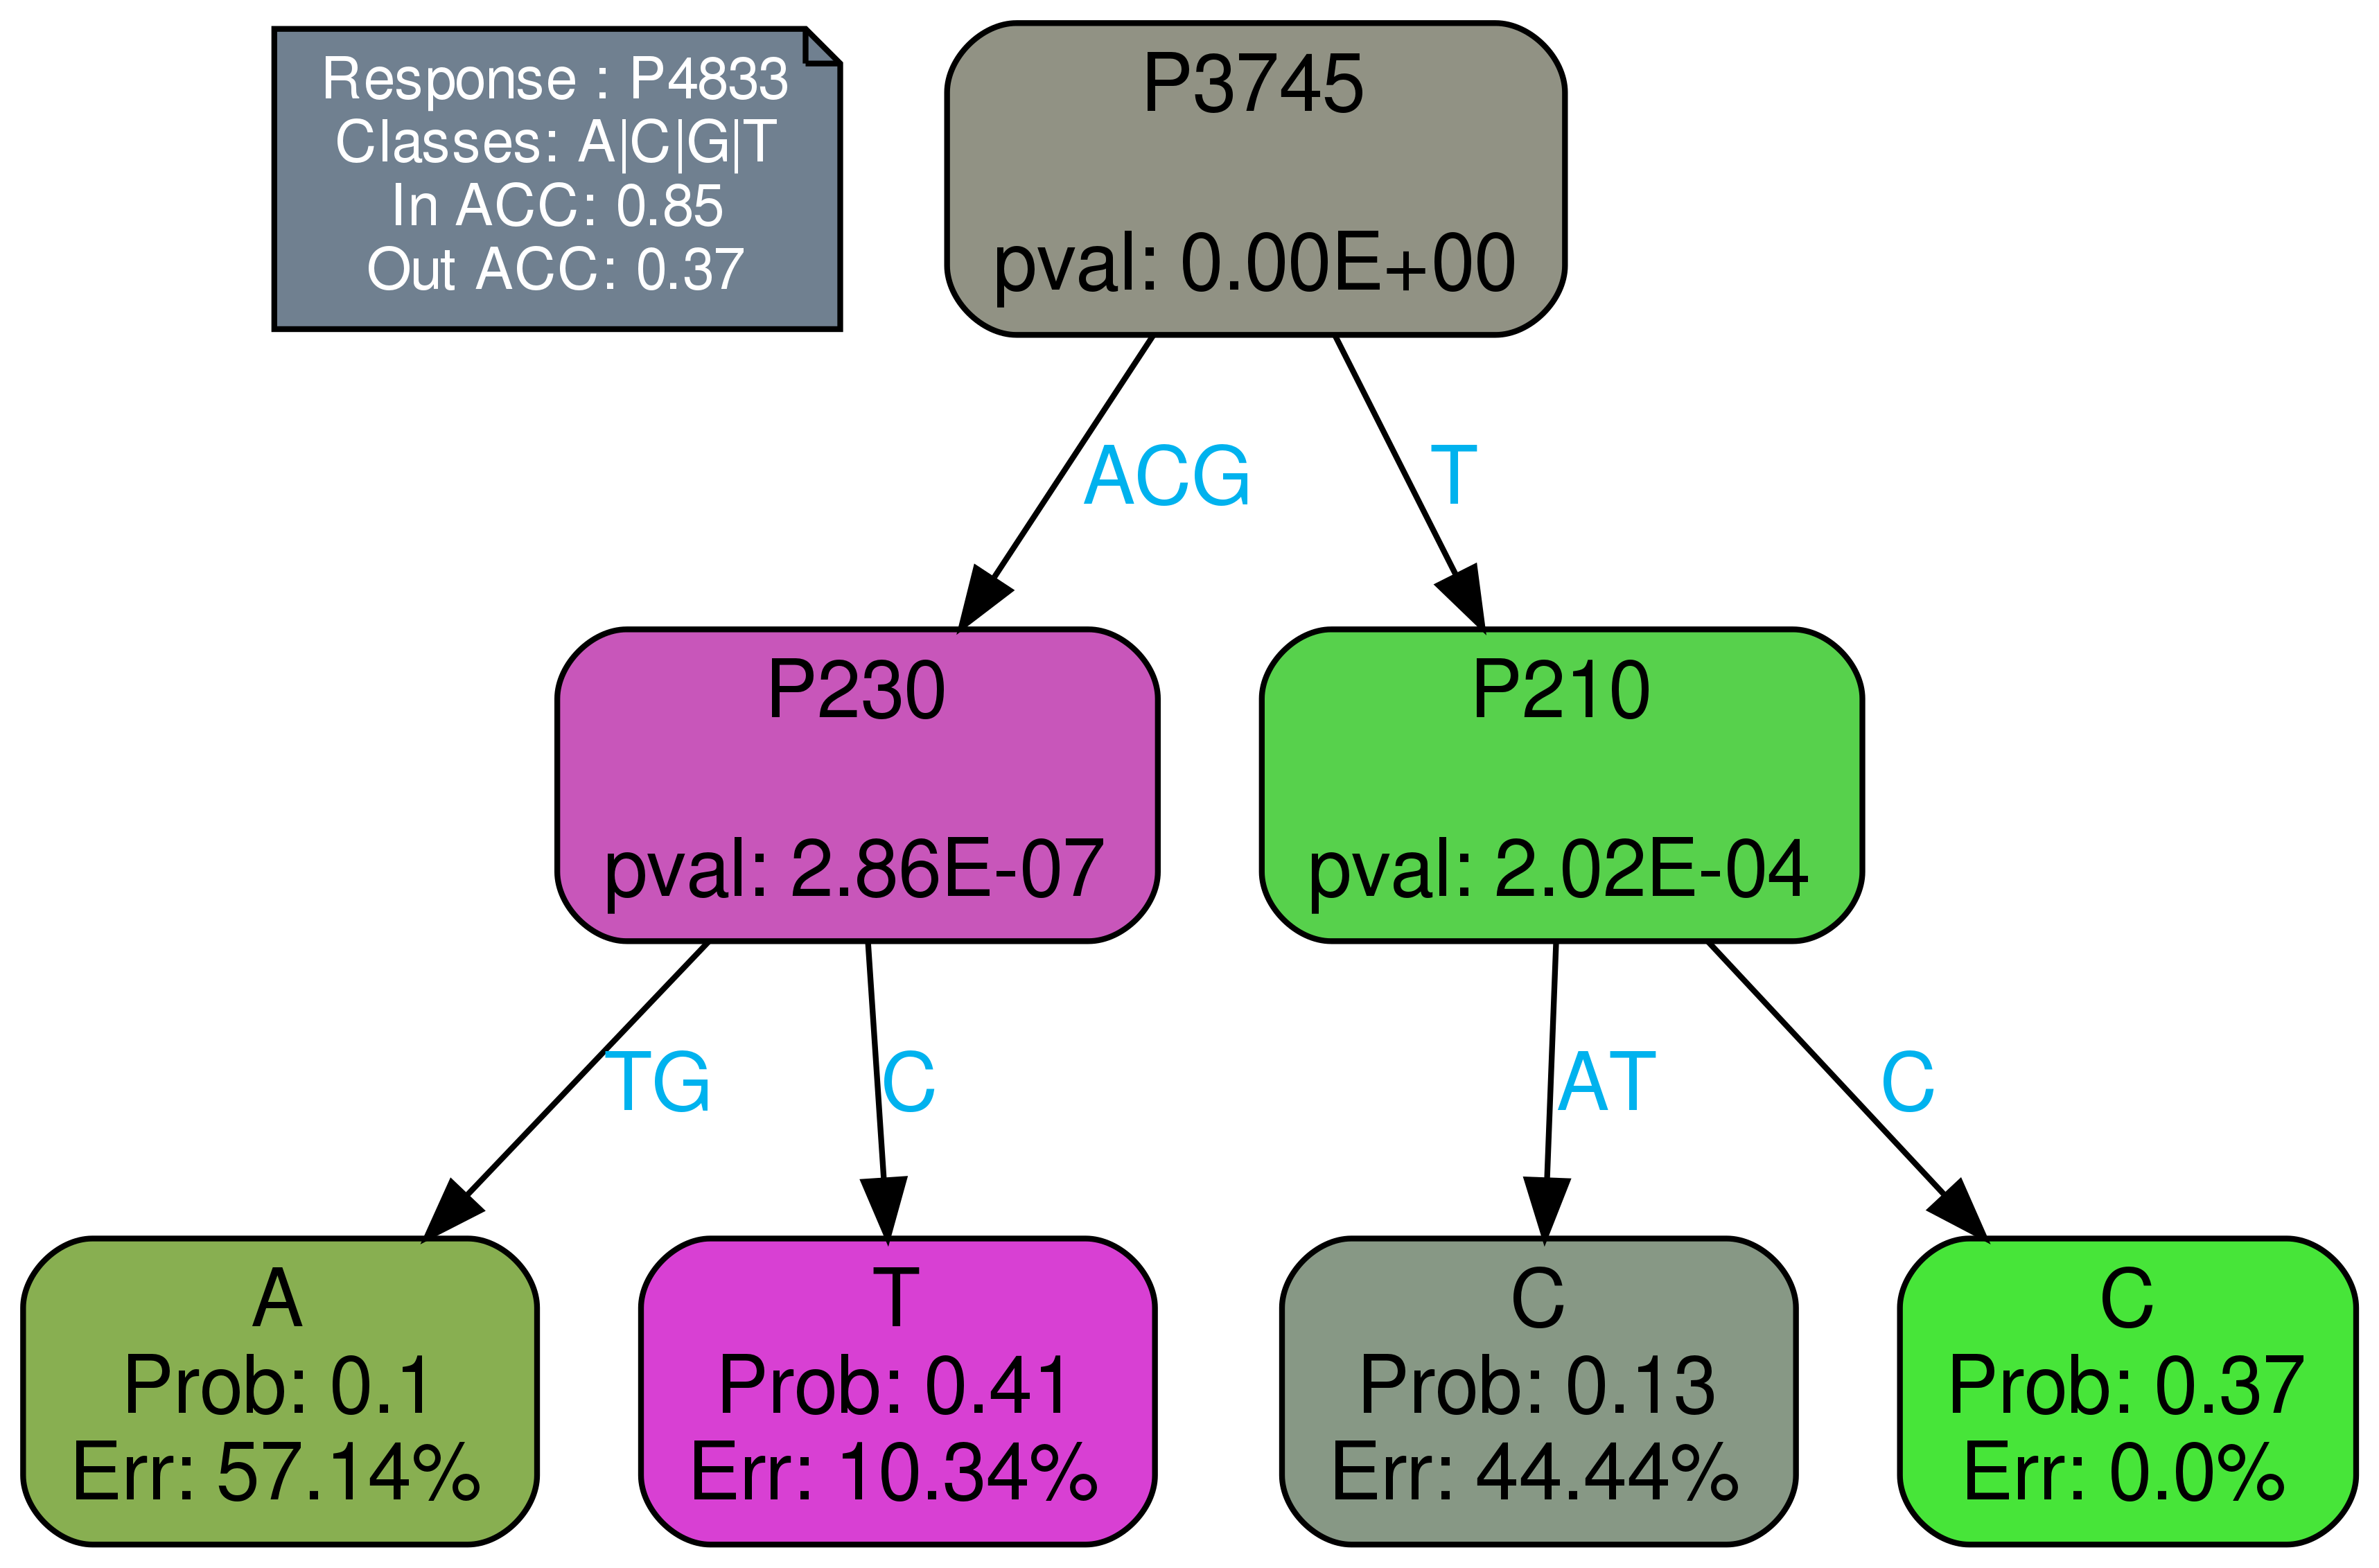 Response : P4833
Classes: A|C|G|T
In ACC: 0.85
Out ACC: 0.37
P3745
pval: 0.00E+00
ACG
T
P230
pval: 2.86E-07
P210
pval: 2.02E-04
TG
C
AT
C
A
Prob: 0.1
Err: 57.14%
T
Prob: 0.41
Err: 10.34%
C
Prob: 0.13
Err: 44.44%
C
Prob: 0.37
Err: 0.0%